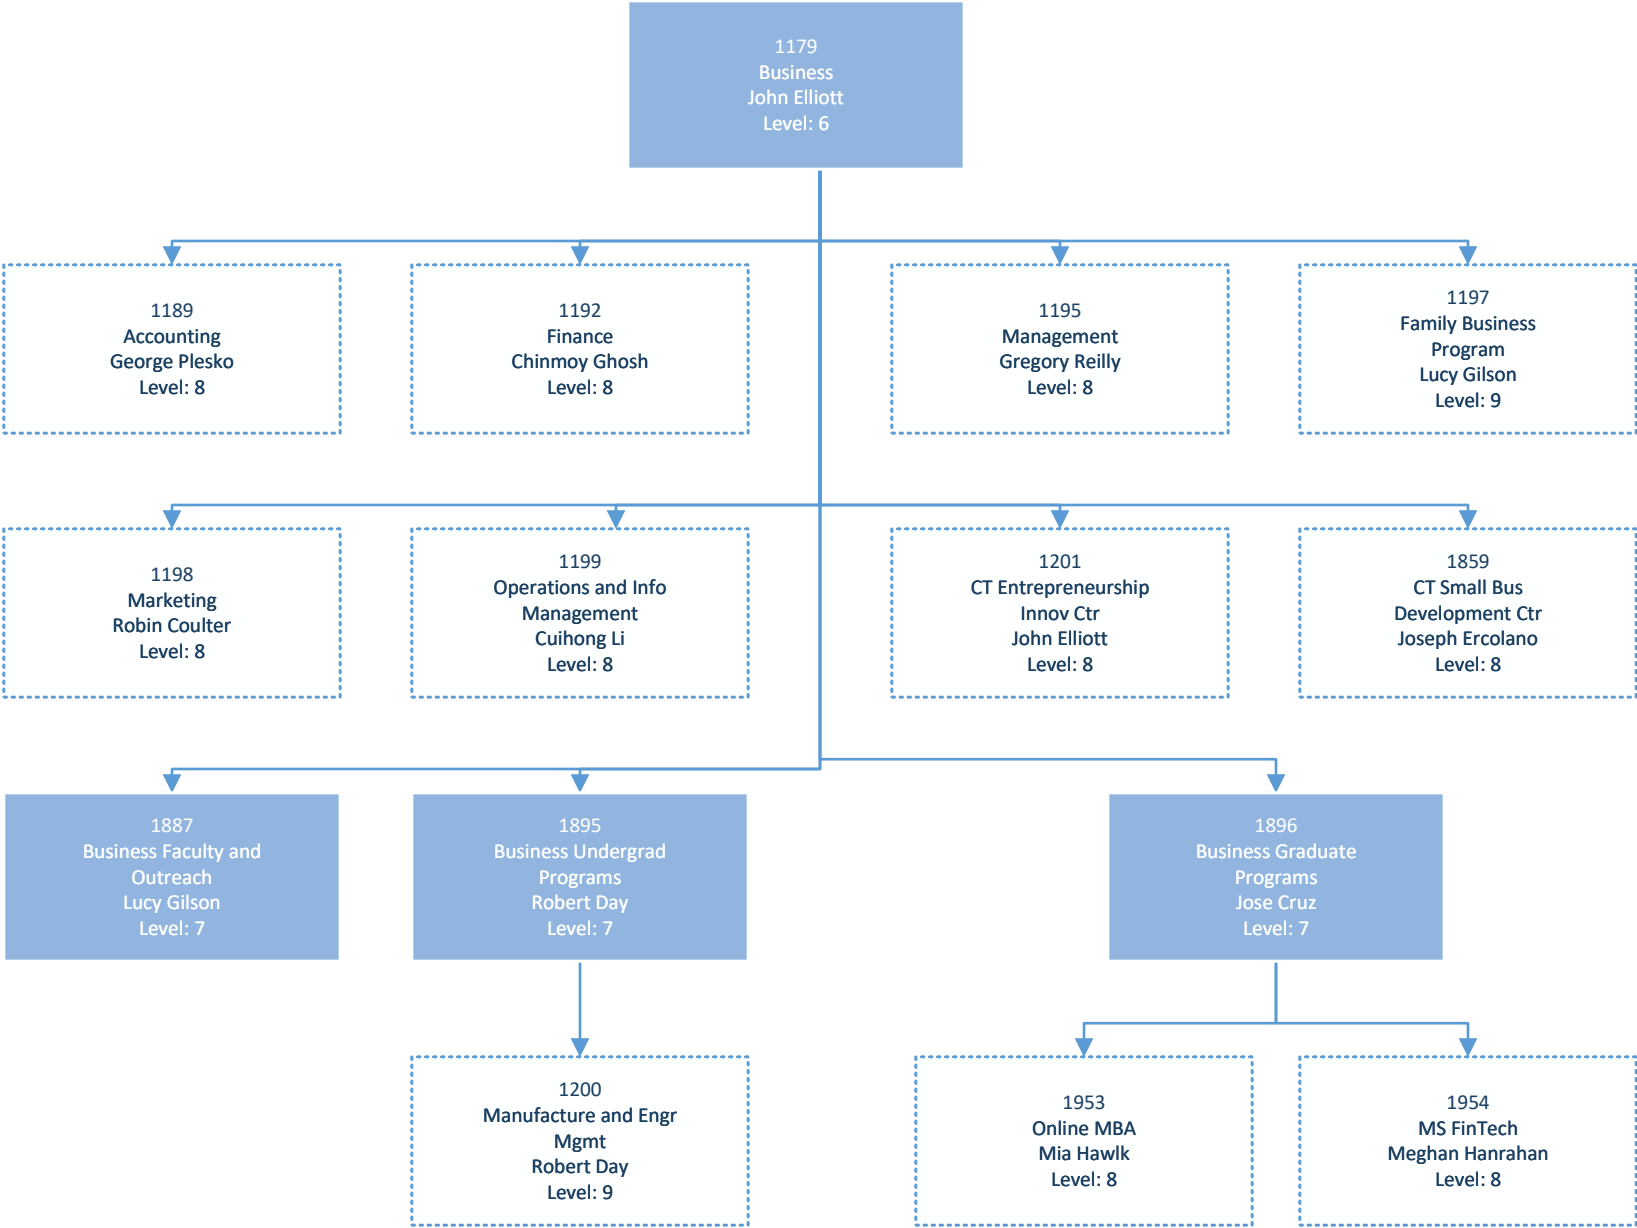 1179
Business
John Elliott
Level: 6
1189
Accounting
George Plesko
Level: 8
1192
Finance
Chinmoy Ghosh
Level: 8
1195
Management
Gregory Reilly
Level: 8
1197
Family Business
Program
Lucy Gilson
Level: 9
1198
Marketing
Robin Coulter
Level: 8
1199
Operations and Info
Management
Cuihong Li
Level: 8
1201
CT Entrepreneurship
Innov Ctr
John Elliott
Level: 8
1859
CT Small Bus
Development Ctr
Joseph Ercolano
Level: 8
1887
Business Faculty and
Outreach
Lucy Gilson
Level: 7
1895
Business Undergrad
Programs
Robert Day
Level: 7
1896
Business Graduate
Programs
Jose Cruz
Level: 7
1200
Manufacture and Engr
Mgmt
Robert Day
Level: 9
1953
Online MBA
Mia Hawlk
Level: 8
1954
MS FinTech
Meghan Hanrahan
Level: 8